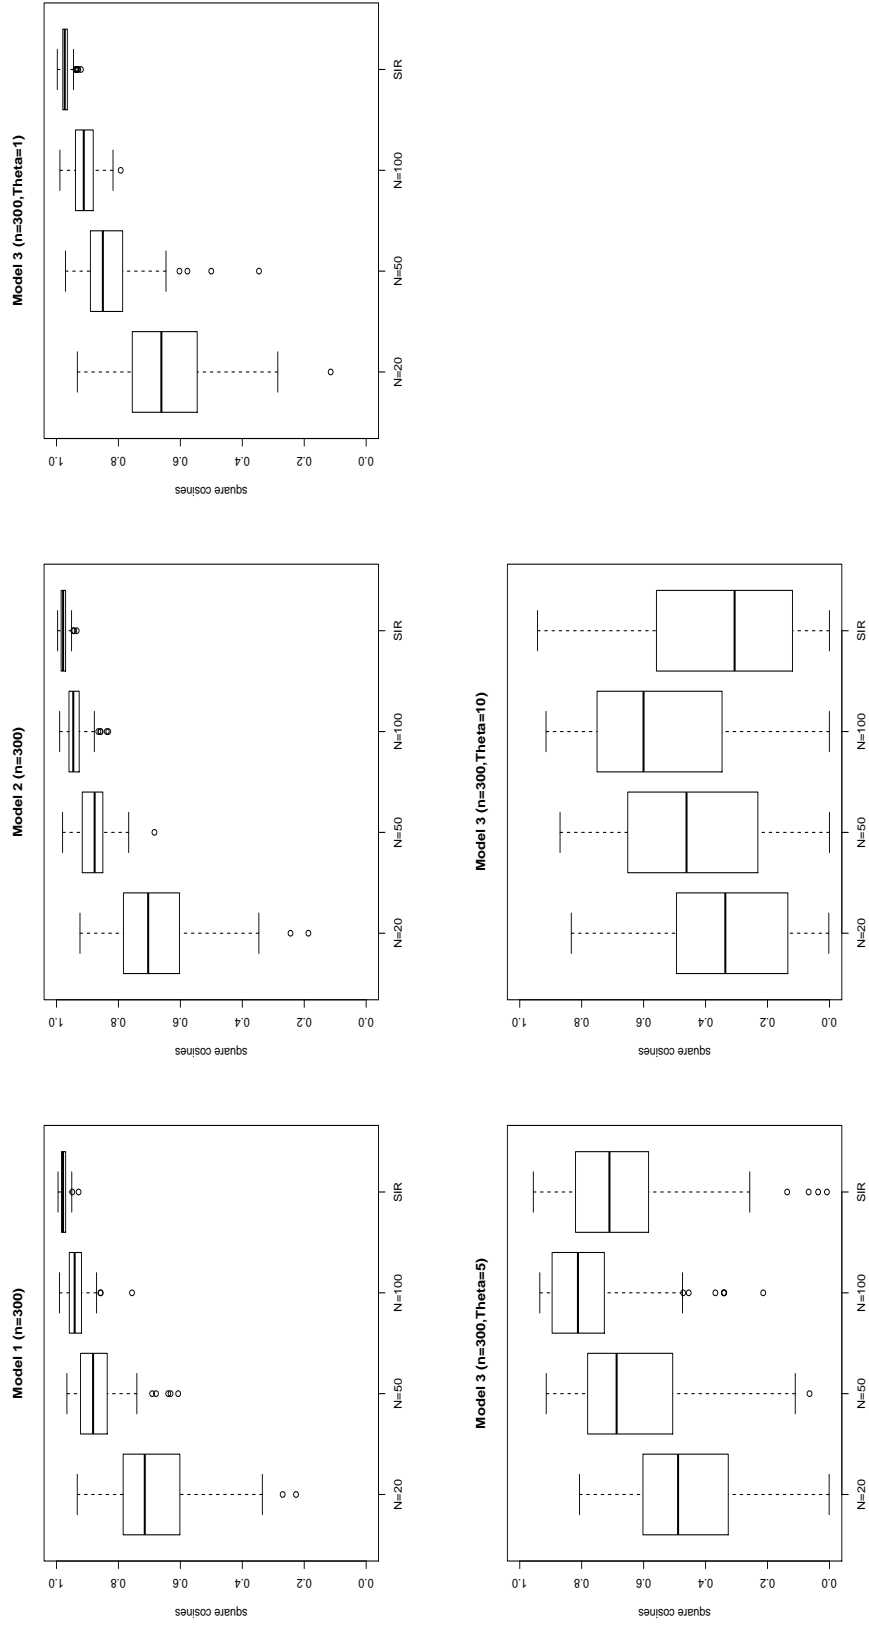 Model 1 (n=300)
square cosines
0.0 0.2 0.4 0.6 0.8 1.0
N=20 N=50 N=100 SIR
Model 2 (n=300)
square cosines
0.0 0.2 0.4 0.6 0.8 1.0
N=20 N=50 N=100 SIR
Model 3 (n=300,Theta=1)
square cosines
0.0 0.2 0.4 0.6 0.8 1.0
N=20 N=50 N=100 SIR
Model 3 (n=300,Theta=5)
square cosines
0.0 0.2 0.4 0.6 0.8 1.0
N=20 N=50 N=100 SIR
Model 3 (n=300,Theta=10)
square cosines
0.0 0.2 0.4 0.6 0.8 1.0
N=20 N=50 N=100 SIR